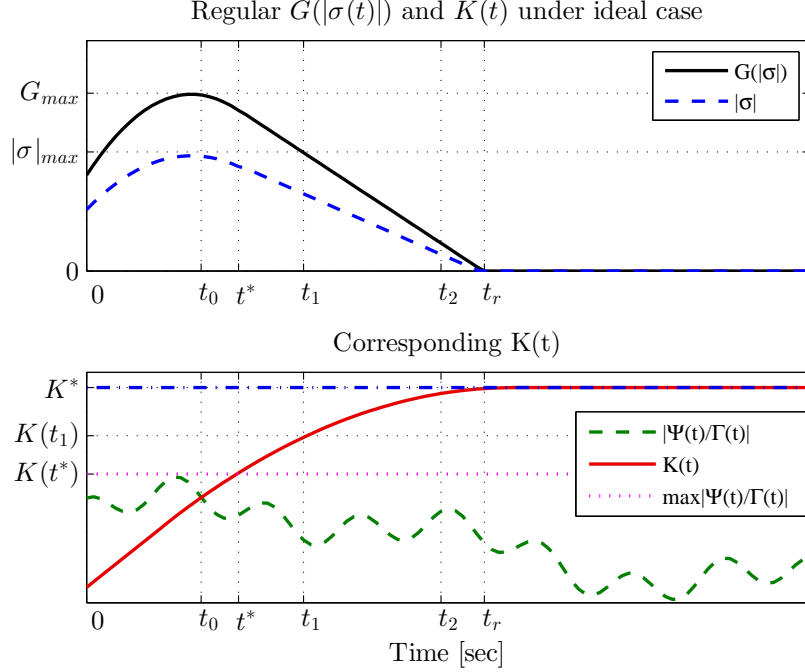 Regular G(|σ(t)|) and K(t) under ideal case
G_max
|σ|_max
0
G(|σ|)
|σ|
0 t_0 t* t_1 t_2 t_r
Corresponding K(t)
K*
K(t_1)
K(t*)
|Ψ(t)/Γ(t)|
K(t)
max|Ψ(t)/Γ(t)|
0 t_0 t* t_1 t_2 t_r
Time [sec]